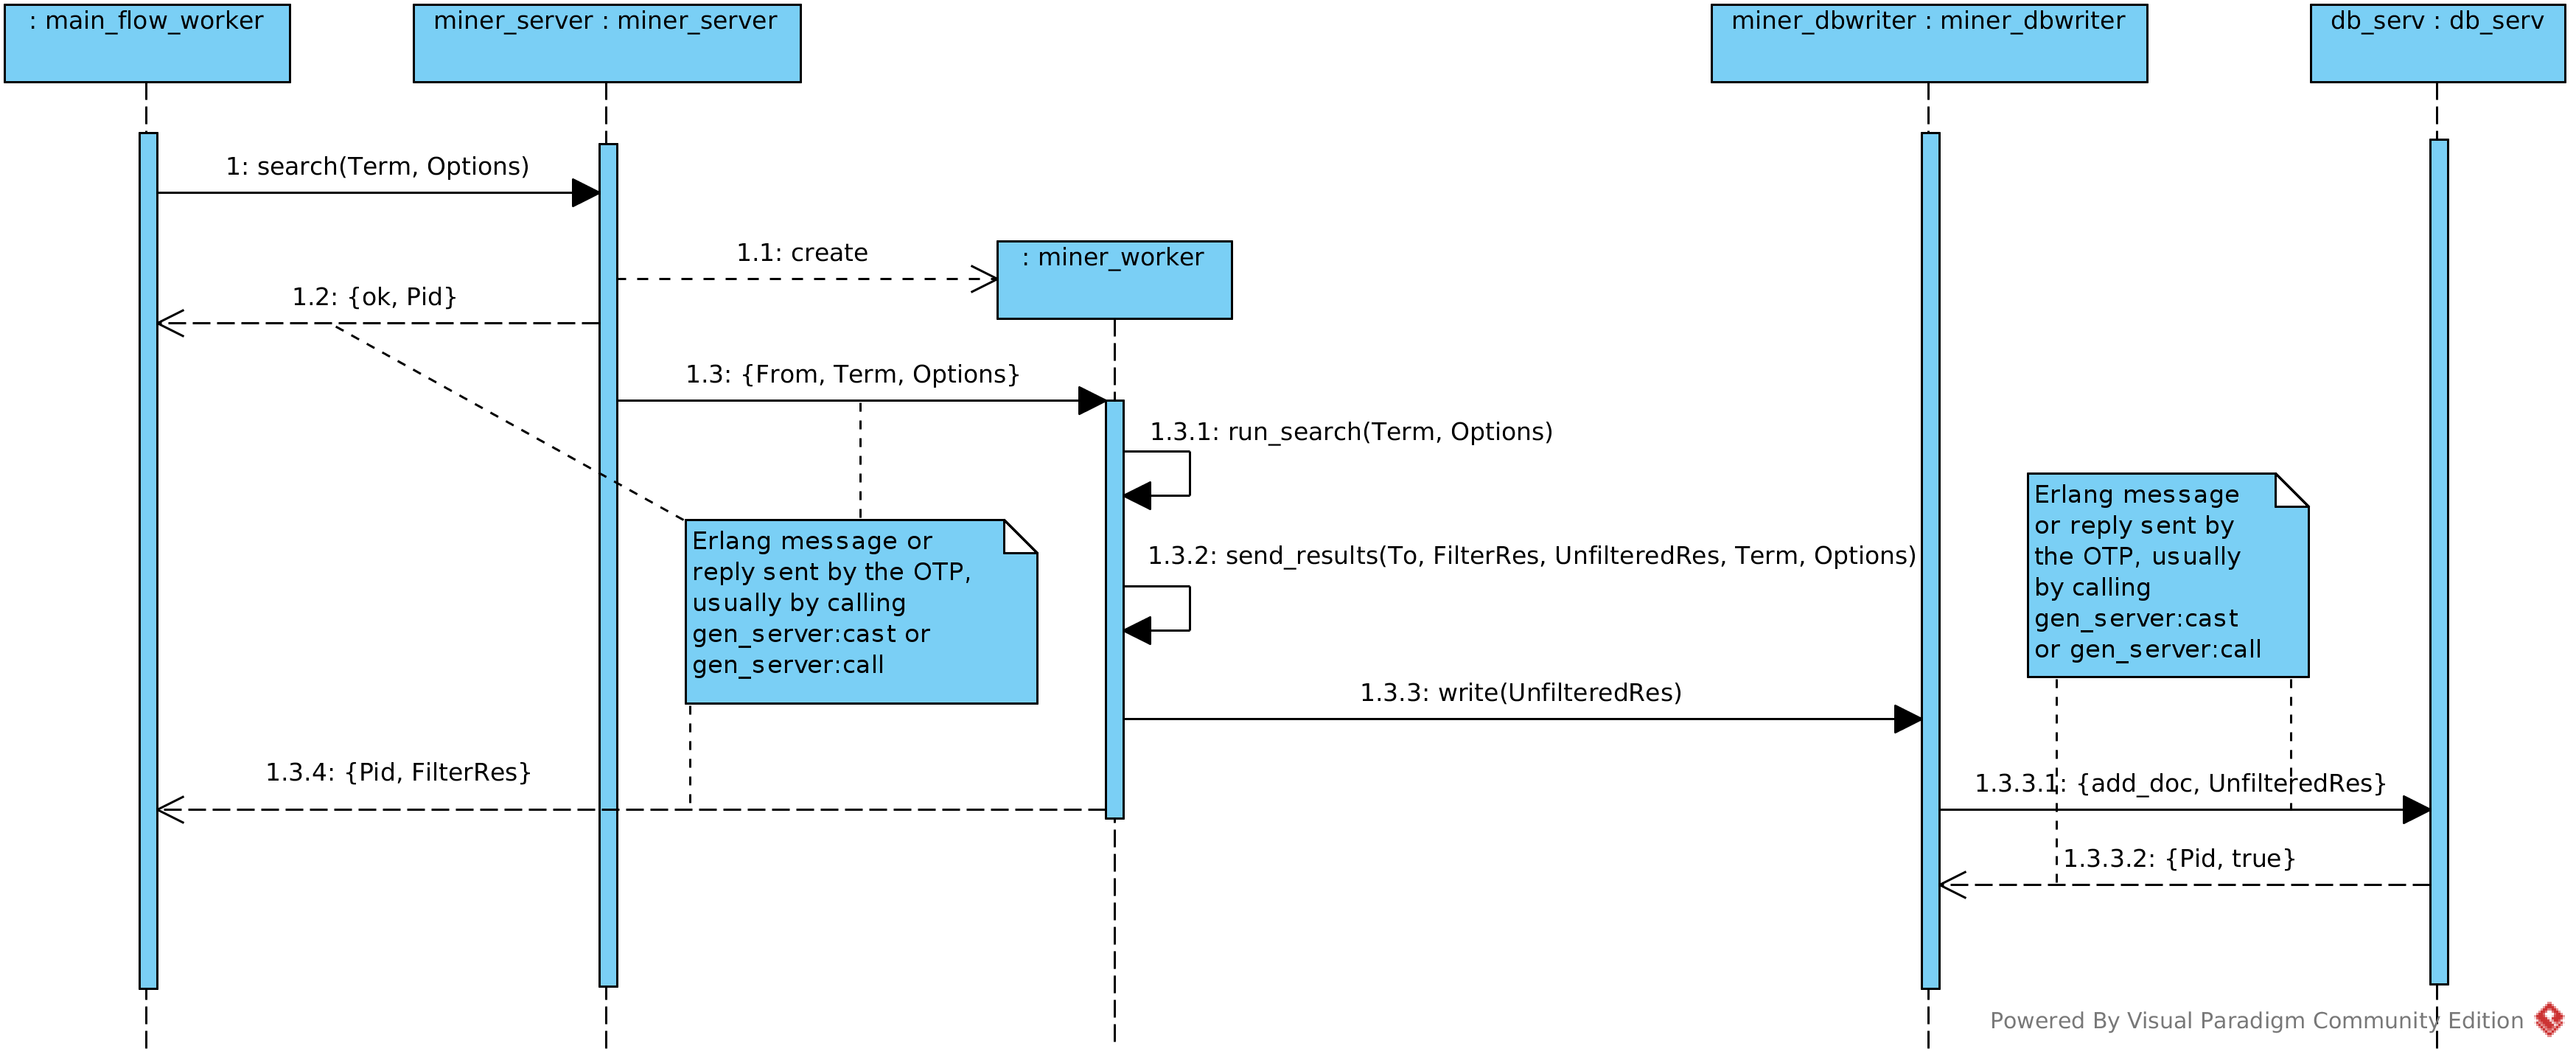 : main_flow_worker
miner_server : miner_server
miner_dbwriter : miner_dbwriter
db_serv : db_serv
1: search(Term, Options)
1.1: create
: miner_worker
1.2: {ok, Pid}
1.3: {From, Term, Options}
1.3.1: run_search(Term, Options)
Erlang message or
reply sent by the OTP,
usually by calling
gen_server:cast or
gen_server:call
1.3.2: send_results(To, FilterRes, UnfilteredRes, Term, Options)
Erlang message
or reply sent by
the OTP, usually
by calling
gen_server:cast
or gen_server:call
1.3.3: write(UnfilteredRes)
1.3.4: {Pid, FilterRes}
1.3.3.1: {add_doc, UnfilteredRes}
1.3.3.2: {Pid, true}
Powered By Visual Paradigm Community Edition